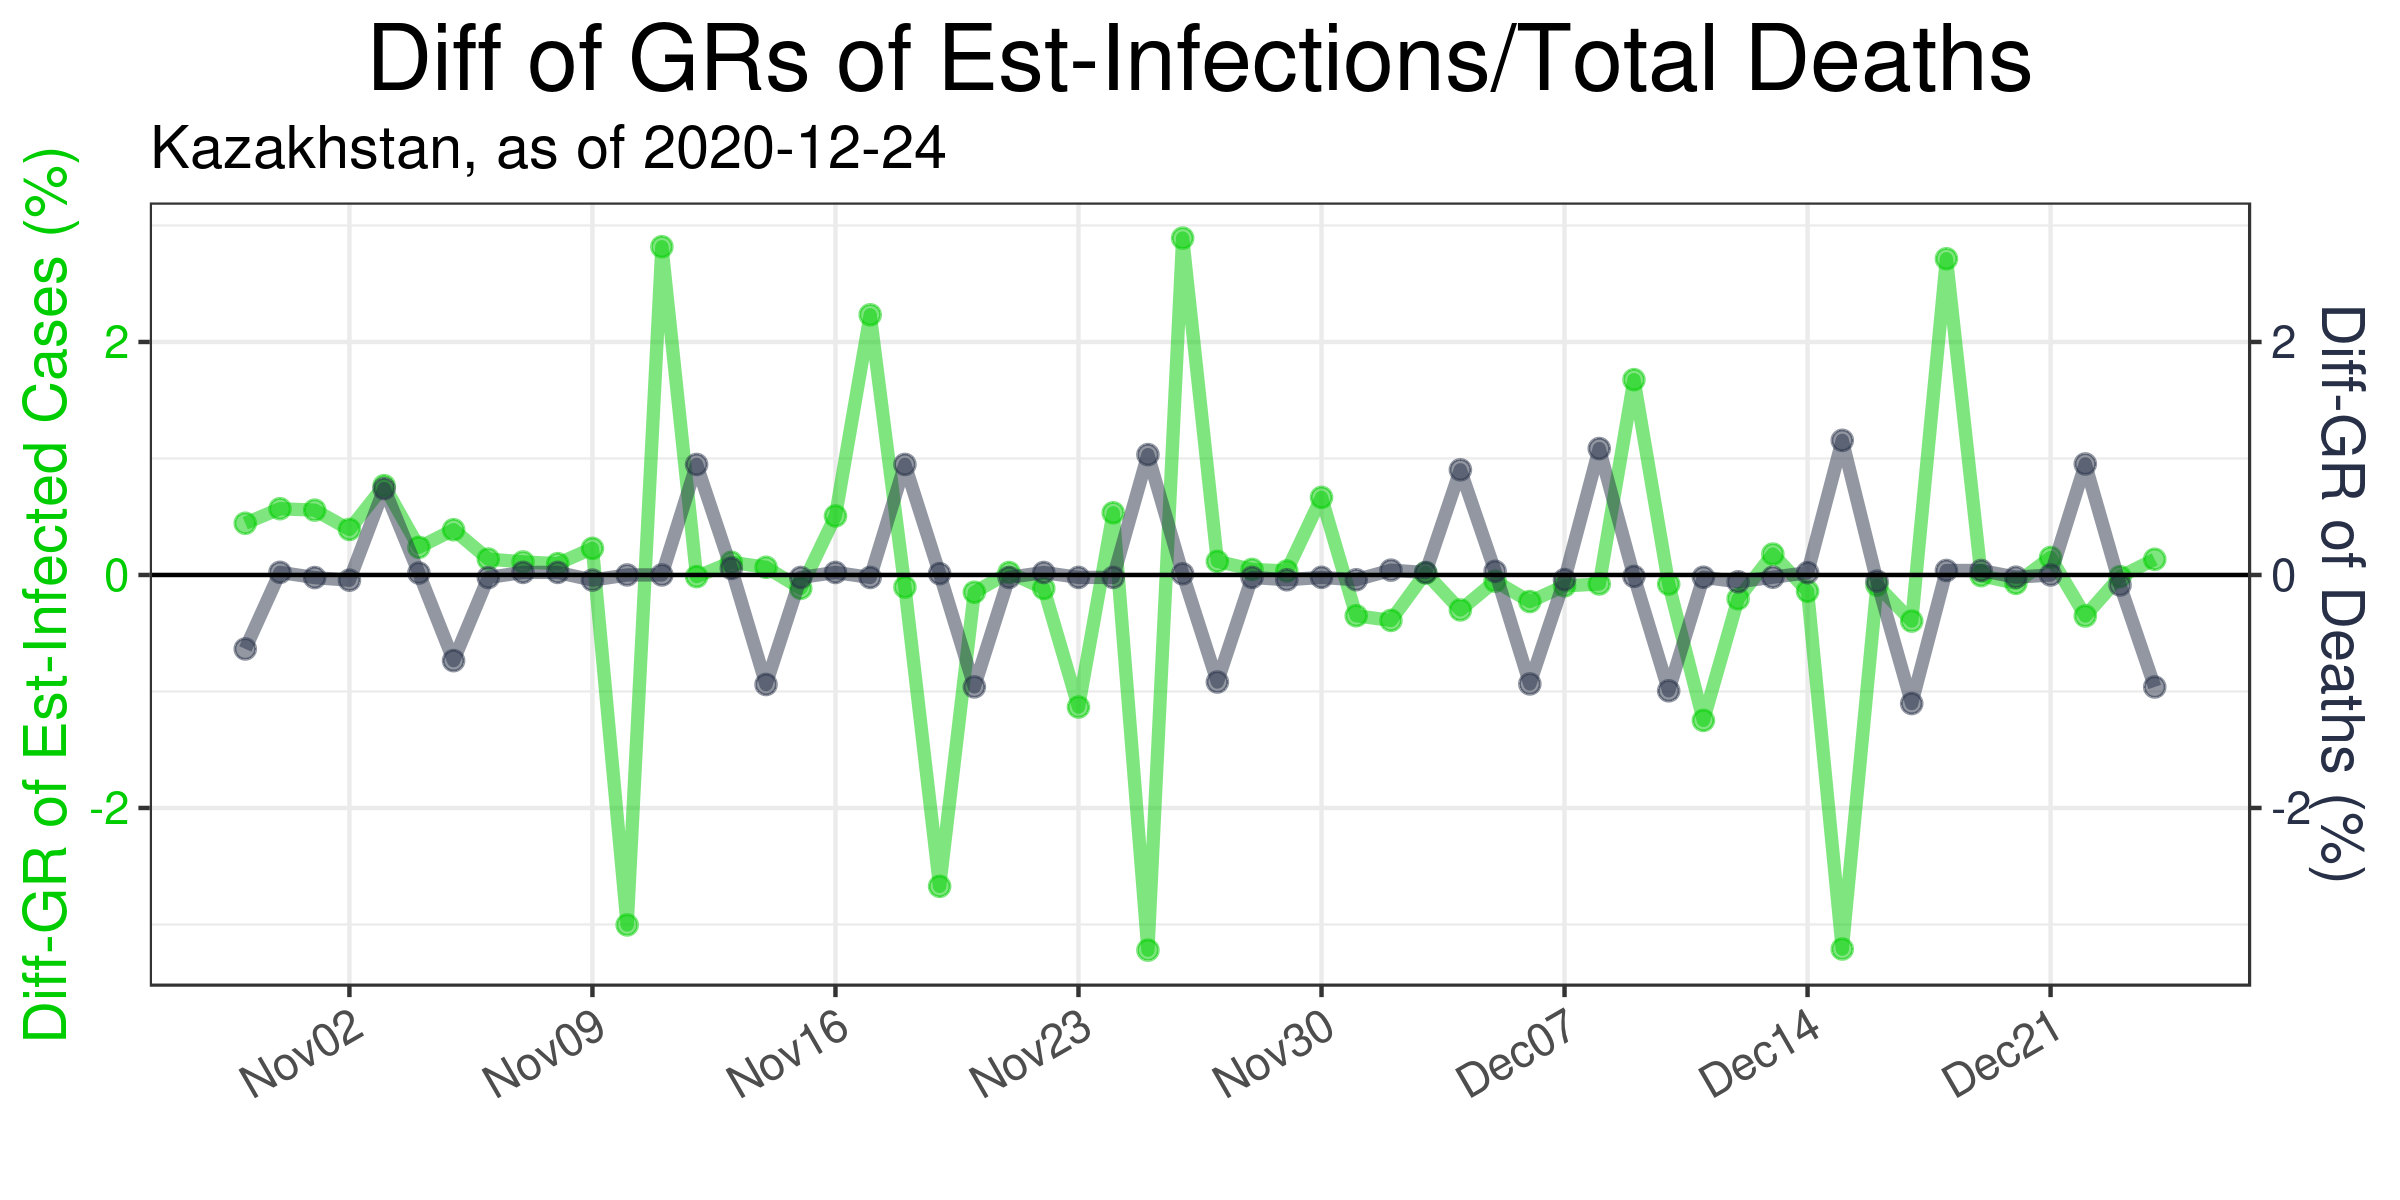 Diff of GRs of Est-Infections/Total Deaths
Kazakhstan, as of 2020-12-24
Diff-GR of Est-Infected Cases (%)
2
0
-2
2
0
-2
Diff-GR of Deaths (%)
Nov02
Nov09
Nov16
Nov23
Nov30
Dec07
Dec14
Dec21